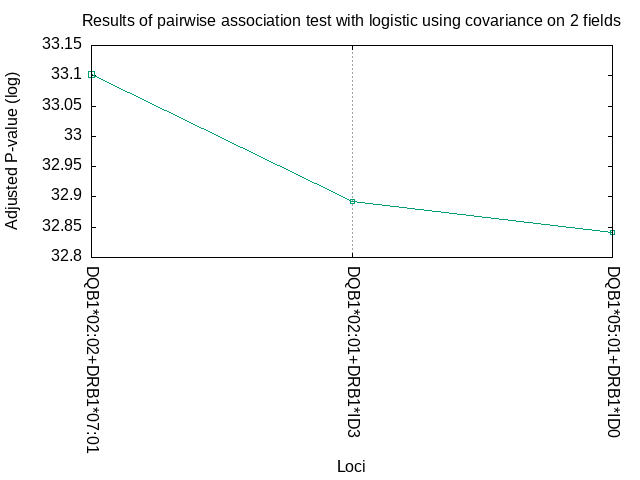 Results of pairwise association test with logistic using covariance on 2 fields
33.15
33.1
33.05
33
32.95
32.9
32.85
32.8
Adjusted P-value (log)
DQB1*02:02+DRB1*07:01
DQB1*02:01+DRB1*ID3
DQB1*05:01+DRB1*ID0
Loci